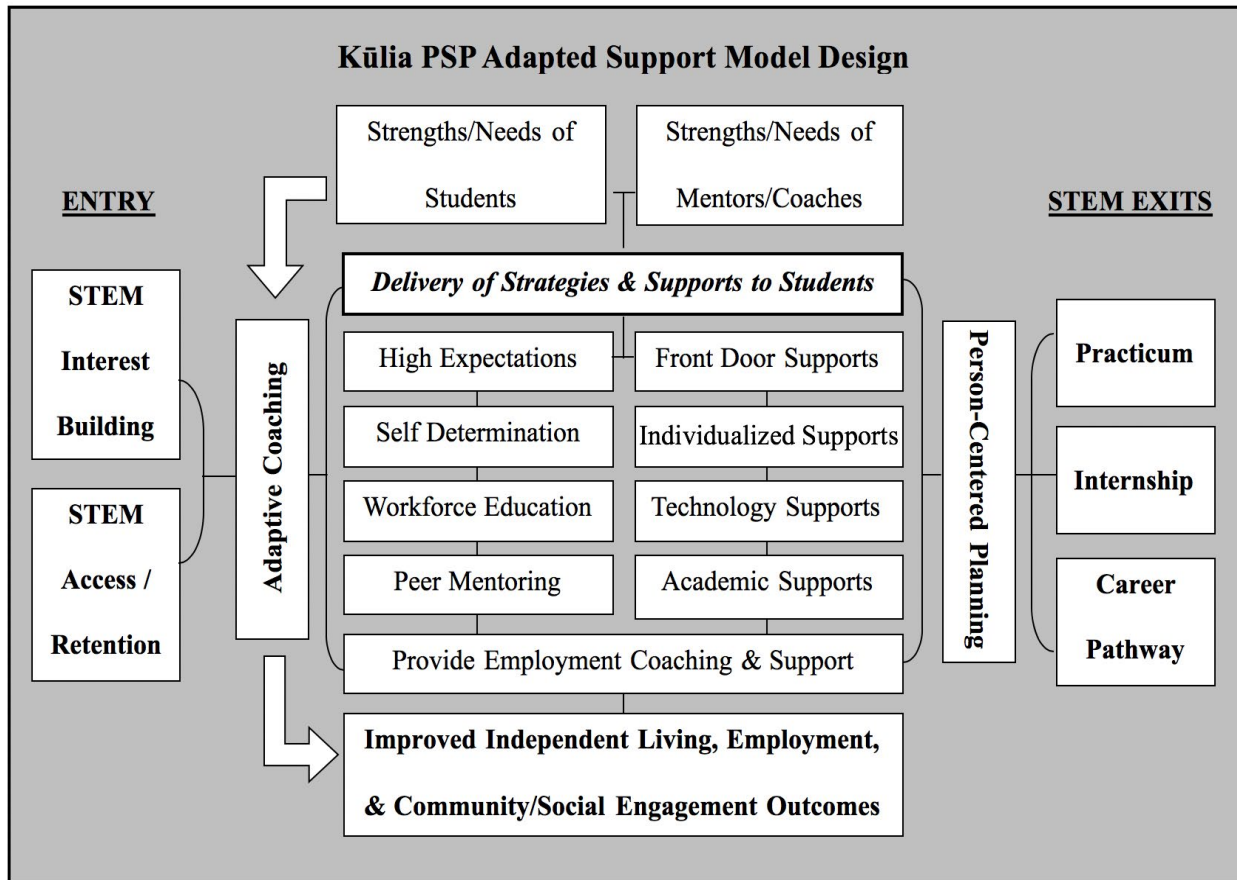 Kūlia PSP Adapted Support Model Design
Strengths/Needs of
Students
Strengths/Needs of
Mentors/Coaches
ENTRY
STEM
Interest
Building
STEM
Access /
Retention
Adaptive Coaching
Delivery of Strategies & Supports to Students
High Expectations
Front Door Supports
Self Determination
Individualized Supports
Workforce Education
Technology Supports
Peer Mentoring
Academic Supports
Provide Employment Coaching & Support
Improved Independent Living, Employment,
& Community/Social Engagement Outcomes
Person-Centered Planning
STEM EXITS
Practicum
Internship
Career
Pathway